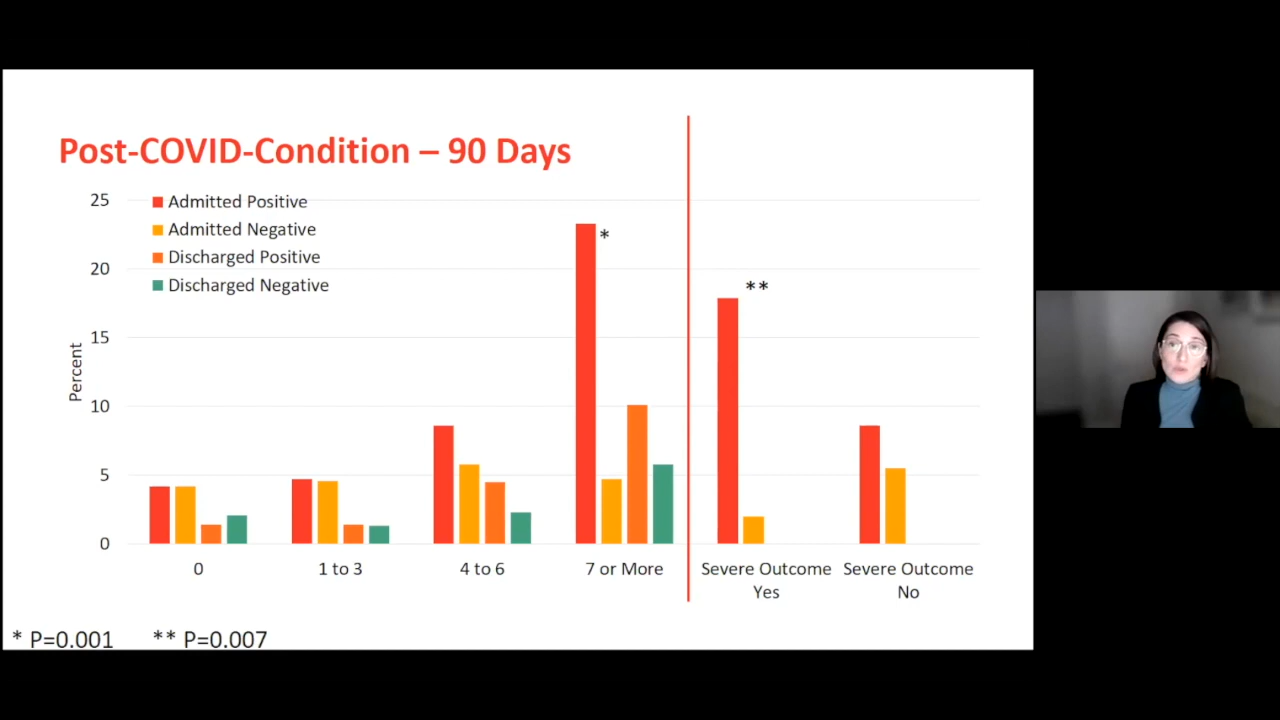 Post-COVID-Condition – 90 Days
Admitted Positive
Admitted Negative
Discharged Positive
Discharged Negative
Percent
25
20
15
10
5
0
*
**
0
1 to 3
4 to 6
7 or More
Severe Outcome
Yes
Severe Outcome
No
* P=0.001
** P=0.007